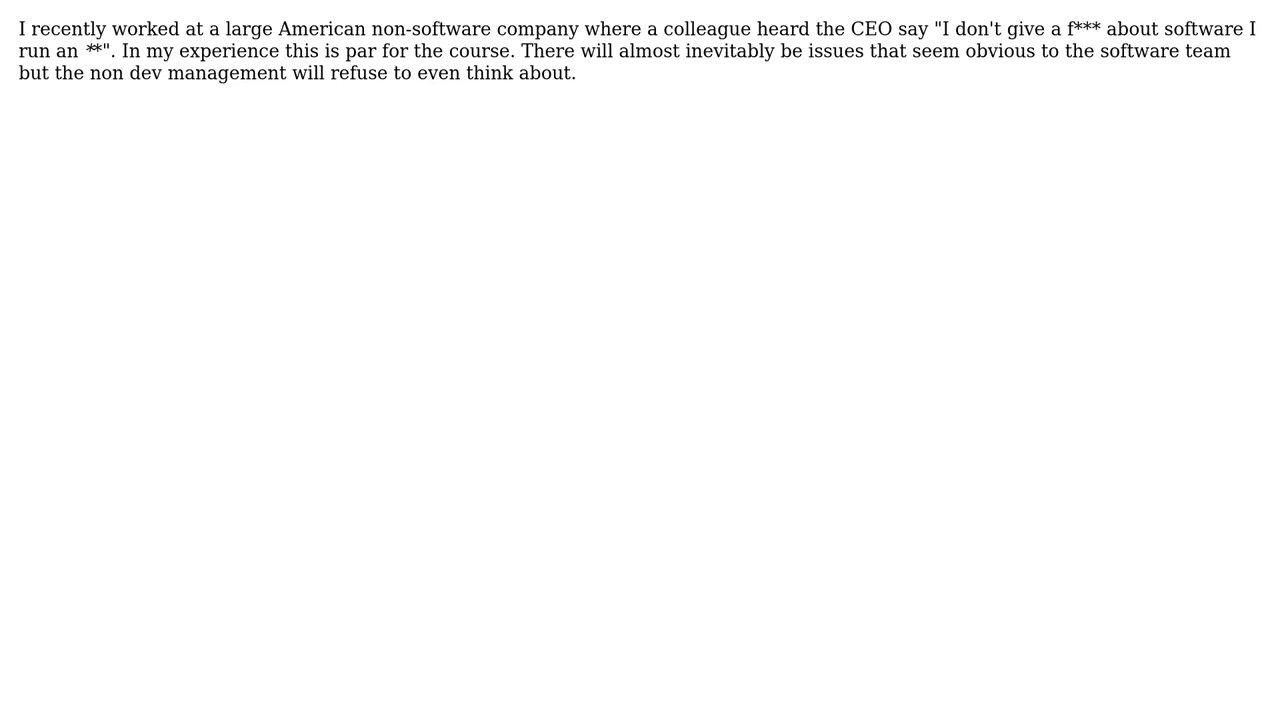 I recently worked at a large American non-software company where a colleague heard the CEO say "I don't give a f*** about software I
run an **". In my experience this is par for the course. There will almost inevitably be issues that seem obvious to the software team
but the non dev management will refuse to even think about.